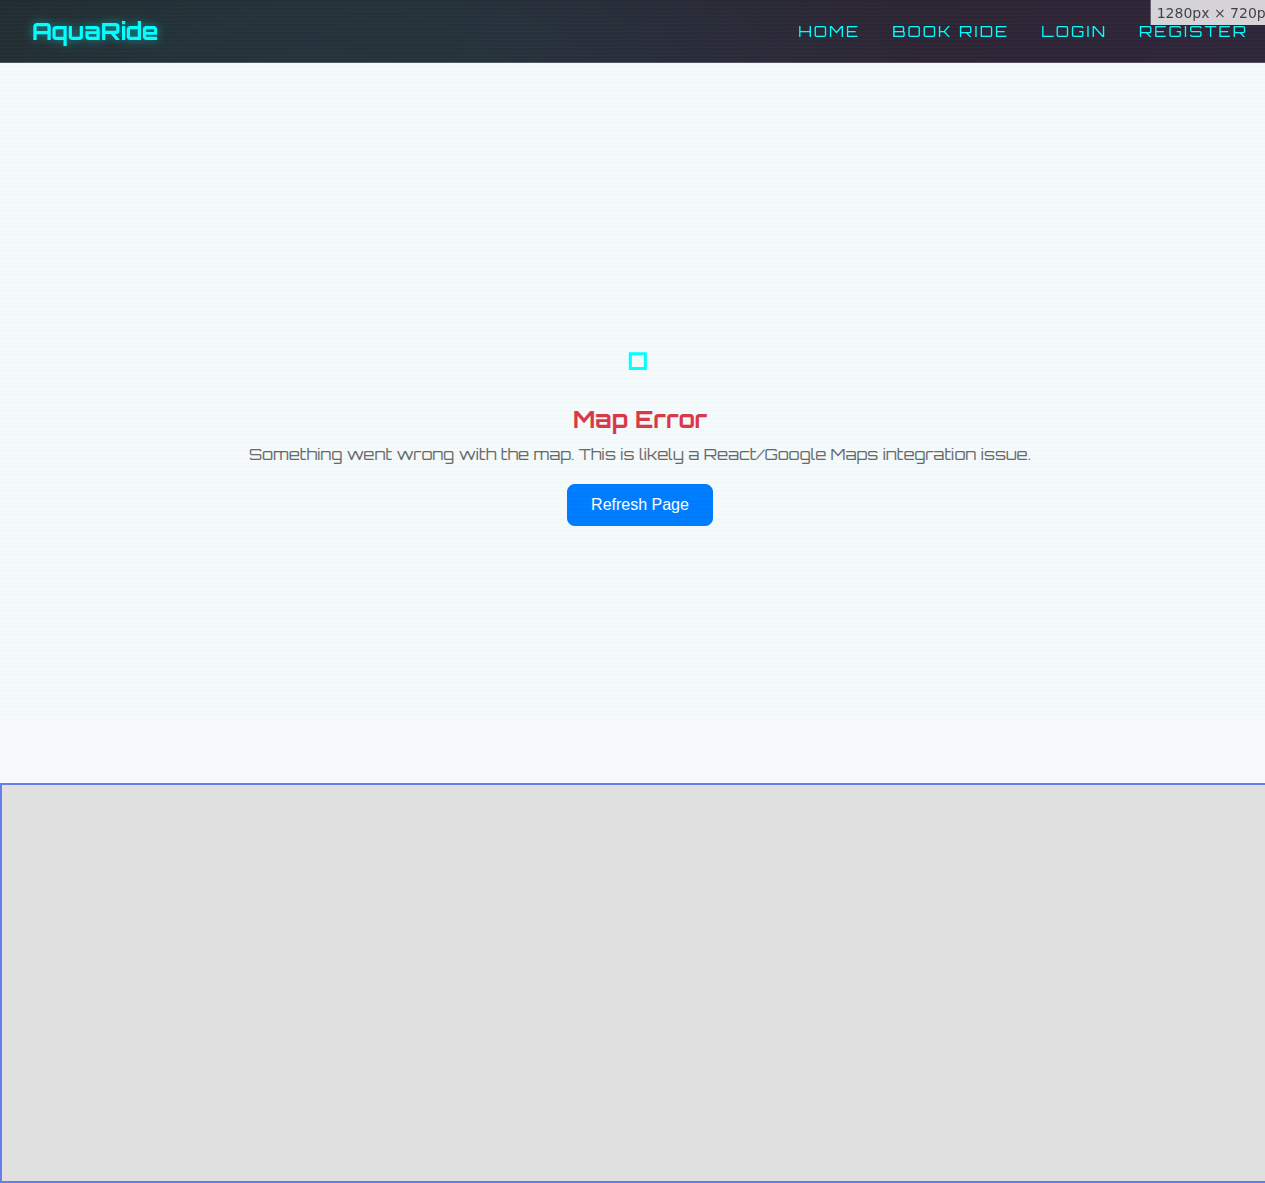 AquaRide
HOME BOOK RIDE LOGIN REGISTER
1280px × 720p
Map Error
Something went wrong with the map. This is likely a React/Google Maps integration issue.
Refresh Page